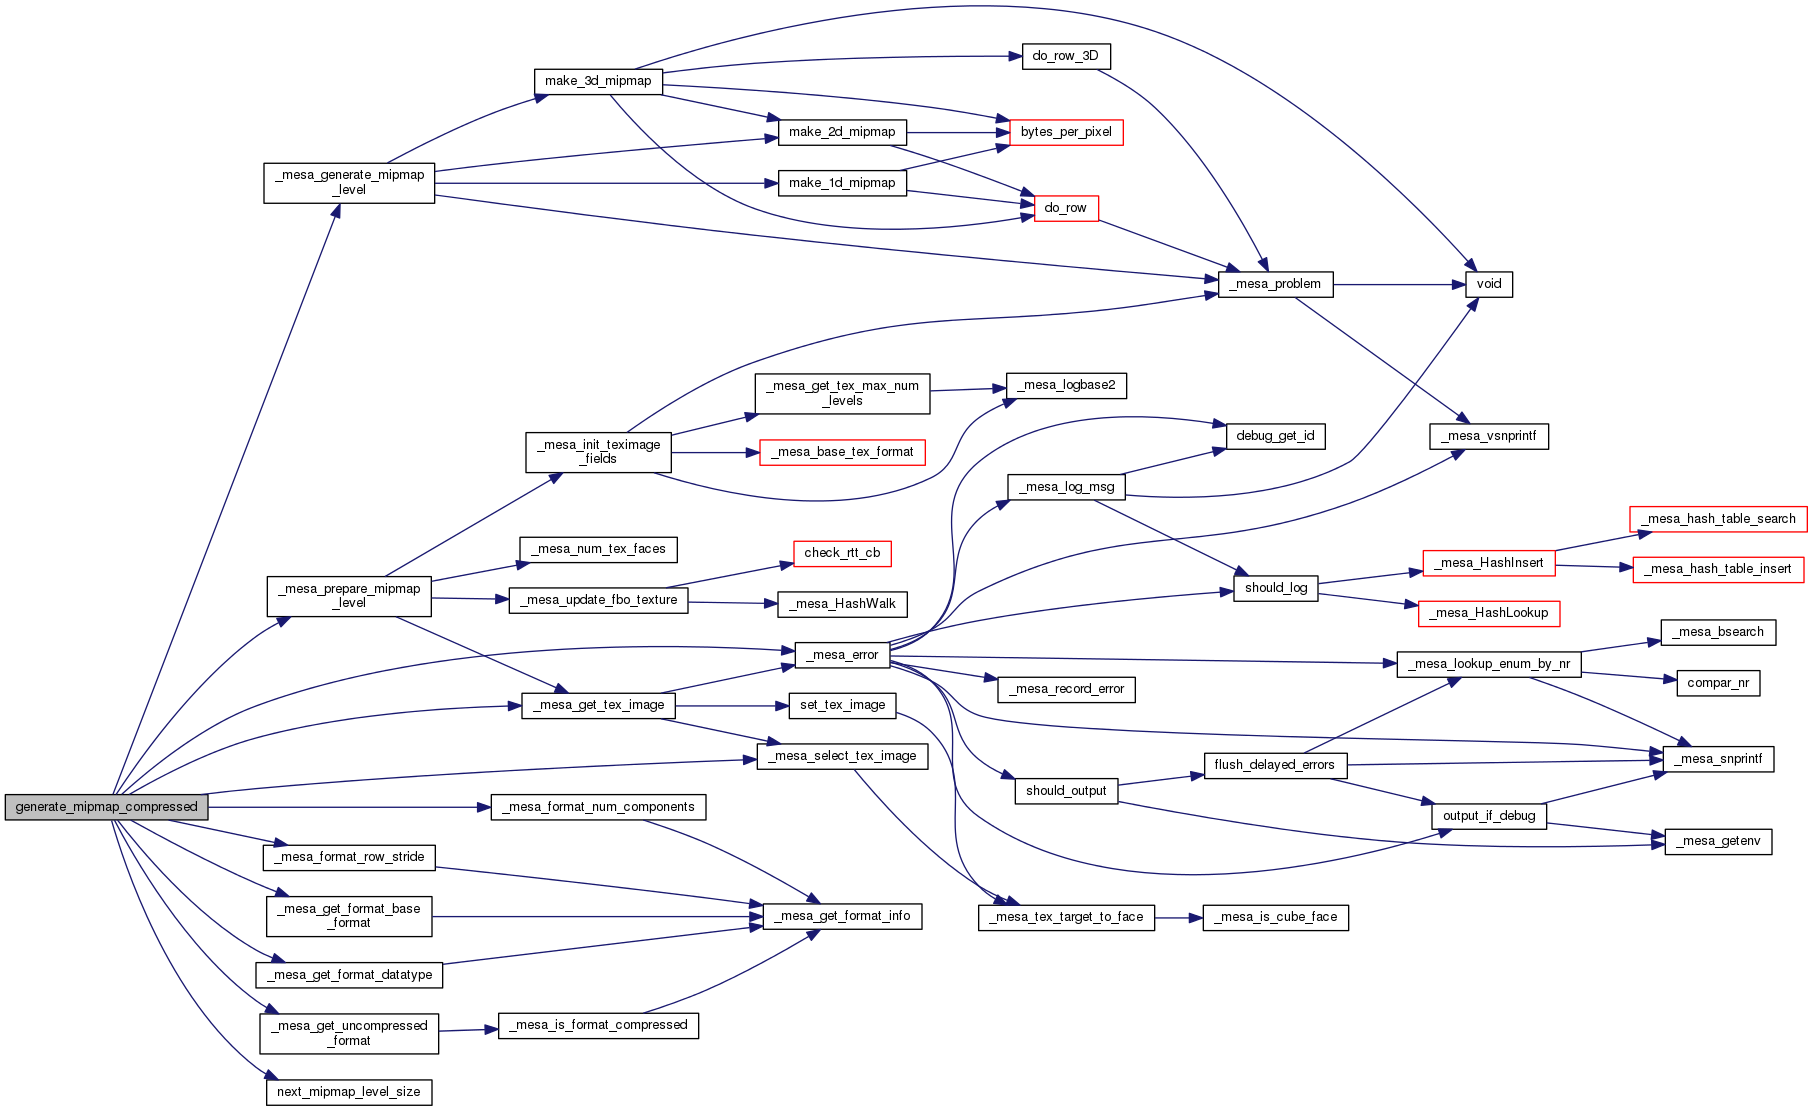 do_row_3D
make_3d_mipmap
make_2d_mipmap
bytes_per_pixel
_mesa_generate_mipmap
_level
make_1d_mipmap
do_row
_mesa_problem
void
_mesa_get_tex_max_num
_levels
_mesa_logbase2
_mesa_init_teximage
_fields
_mesa_base_tex_format
debug_get_id
_mesa_vsnprintf
_mesa_log_msg
_mesa_hash_table_search
_mesa_num_tex_faces
check_rtt_cb
_mesa_HashInsert
_mesa_hash_table_insert
_mesa_prepare_mipmap
_level
_mesa_update_fbo_texture
_mesa_HashWalk
should_log
_mesa_HashLookup
_mesa_bsearch
_mesa_error
_mesa_lookup_enum_by_nr
_mesa_record_error
compar_nr
_mesa_get_tex_image
set_tex_image
_mesa_select_tex_image
flush_delayed_errors
_mesa_snprintf
generate_mipmap_compressed
_mesa_format_num_components
should_output
output_if_debug
_mesa_getenv
_mesa_format_row_stride
_mesa_get_format_base
_format
_mesa_get_format_info
_mesa_tex_target_to_face
_mesa_is_cube_face
_mesa_get_format_datatype
_mesa_get_uncompressed
_format
_mesa_is_format_compressed
next_mipmap_level_size